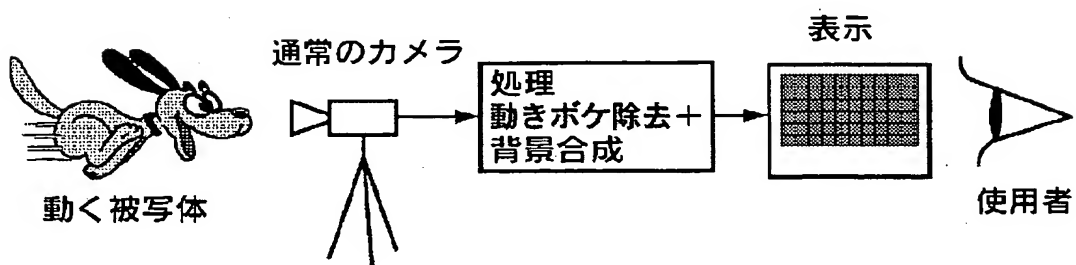 表示
通常のカメラ
処理
動きボケ除去+
背景合成
動く被写体
使用者